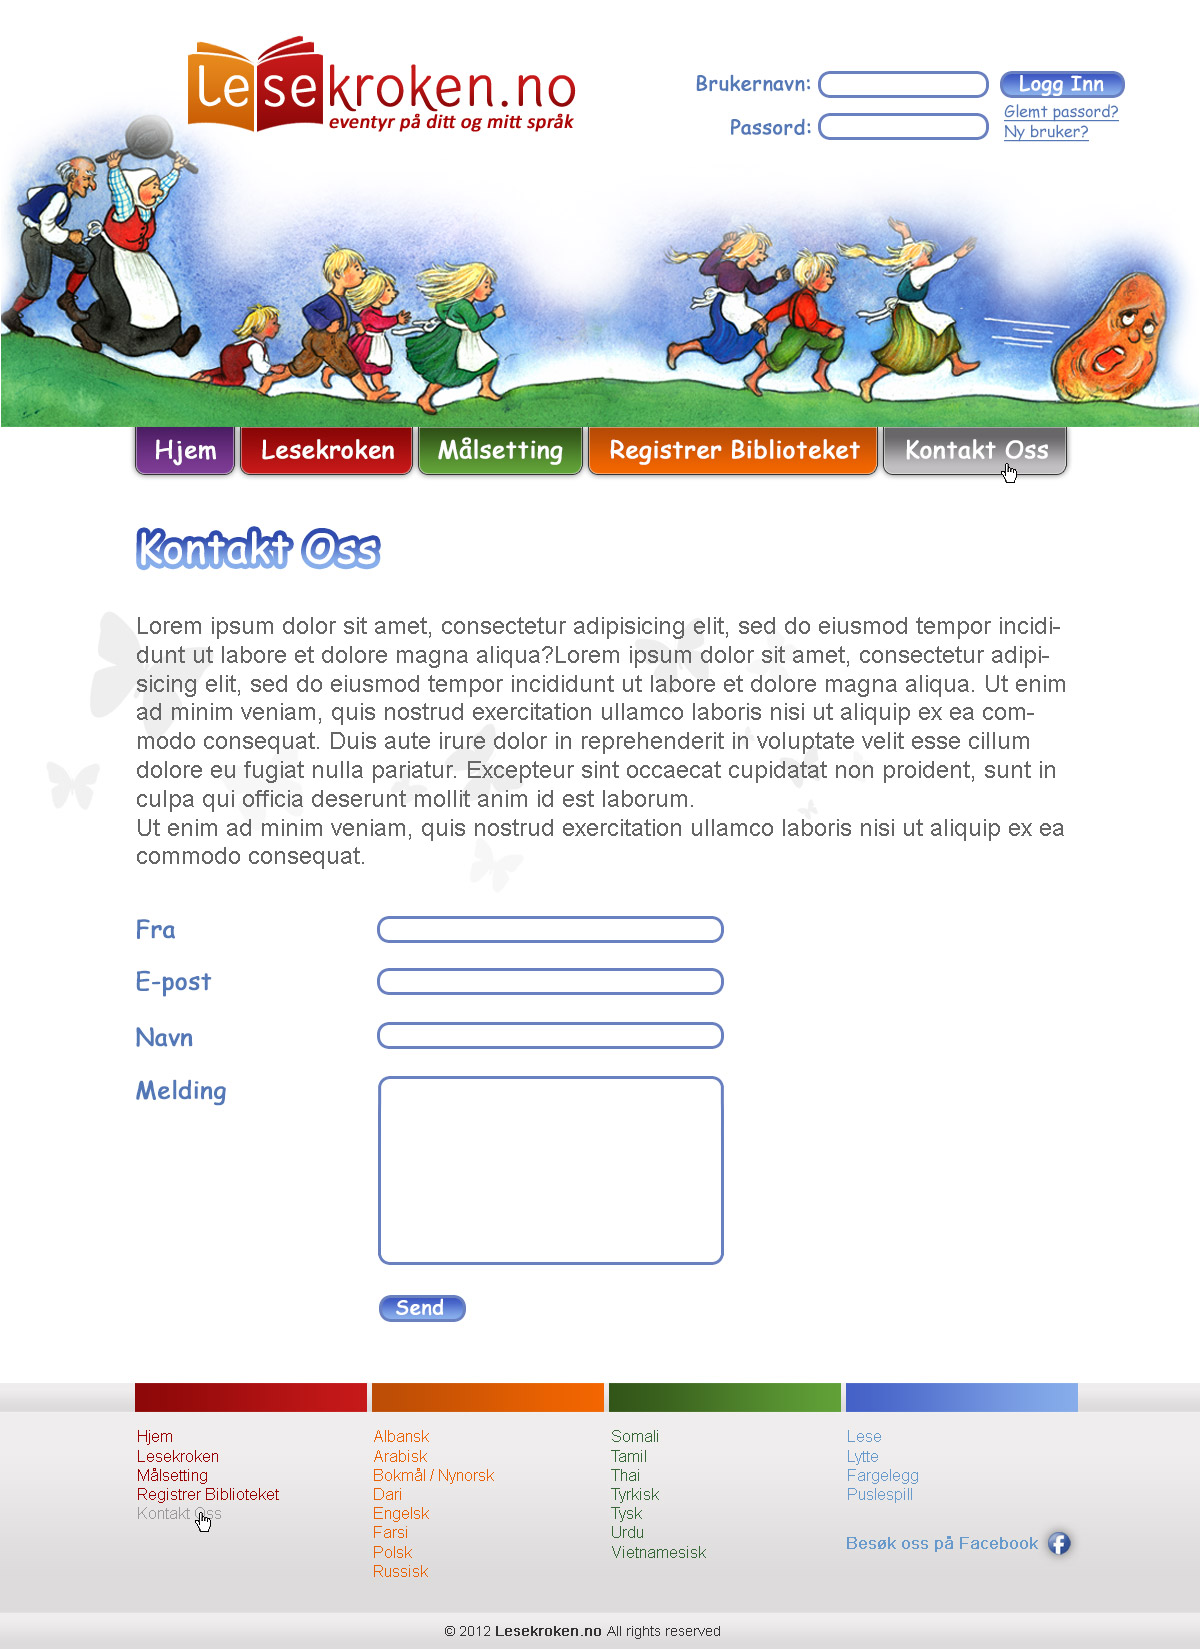 Lesekroken.no
eventyr på ditt og mitt språk
Brukernavn:
Logg Inn
Passord:
Glemt passord?
Ny bruker?
Hjem
Lesekroken
Målsetting
Registrer Biblioteket
Kontakt Oss
Kontakt Oss
Lorem ipsum dolor sit amet, consectetur adipisicing elit, sed do eiusmod tempor incidi-
dunt ut labore et dolore magna aliqua?Lorem ipsum dolor sit amet, consectetur adipi-
sicing elit, sed do eiusmod tempor incididunt ut labore et dolore magna aliqua. Ut enim
ad minim veniam, quis nostrud exercitation ullamco laboris nisi ut aliquip ex ea com-
modo consequat. Duis aute irure dolor in reprehenderit in voluptate velit esse cillum
dolore eu fugiat nulla pariatur. Excepteur sint occaecat cupidatat non proident, sunt in
culpa qui officia deserunt mollit anim id est laborum.
Ut enim ad minim veniam, quis nostrud exercitation ullamco laboris nisi ut aliquip ex ea
commodo consequat.
Fra
E-post
Navn
Melding
Send
Hjem
Lesekroken
Målsetting
Registrer Biblioteket
Kontakt Oss
Albansk
Arabisk
Bokmål / Nynorsk
Dari
Engelsk
Farsi
Polsk
Russisk
Somali
Tamil
Thai
Tyrkisk
Tysk
Urdu
Vietnamesisk
Lese
Lytte
Fargelegg
Puslespill
Besøk oss på Facebook
© 2012 Lesekroken.no All rights reserved